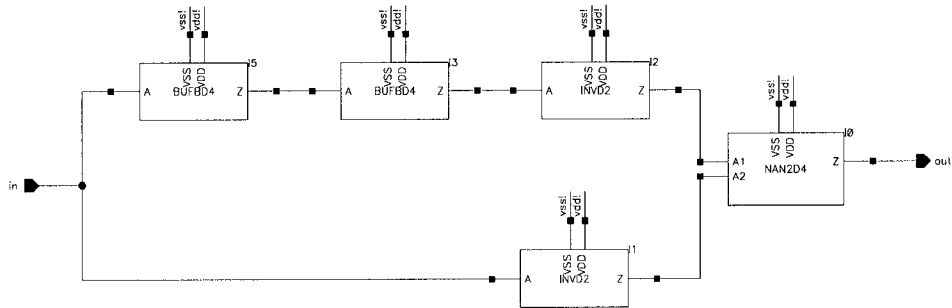 vss! vdd! vss! vdd! vss! vdd!
I5 I3 I2
A VSS VDD Z A VSS VDD Z A VSS VDD Z
BUFBD4 BUFBD4 INVD2
vss! vdd!
I0
VSS VDD
A1 Z out
A2 NAN2D4
in
vss! vdd!
I1
A VSS VDD Z
INVD2